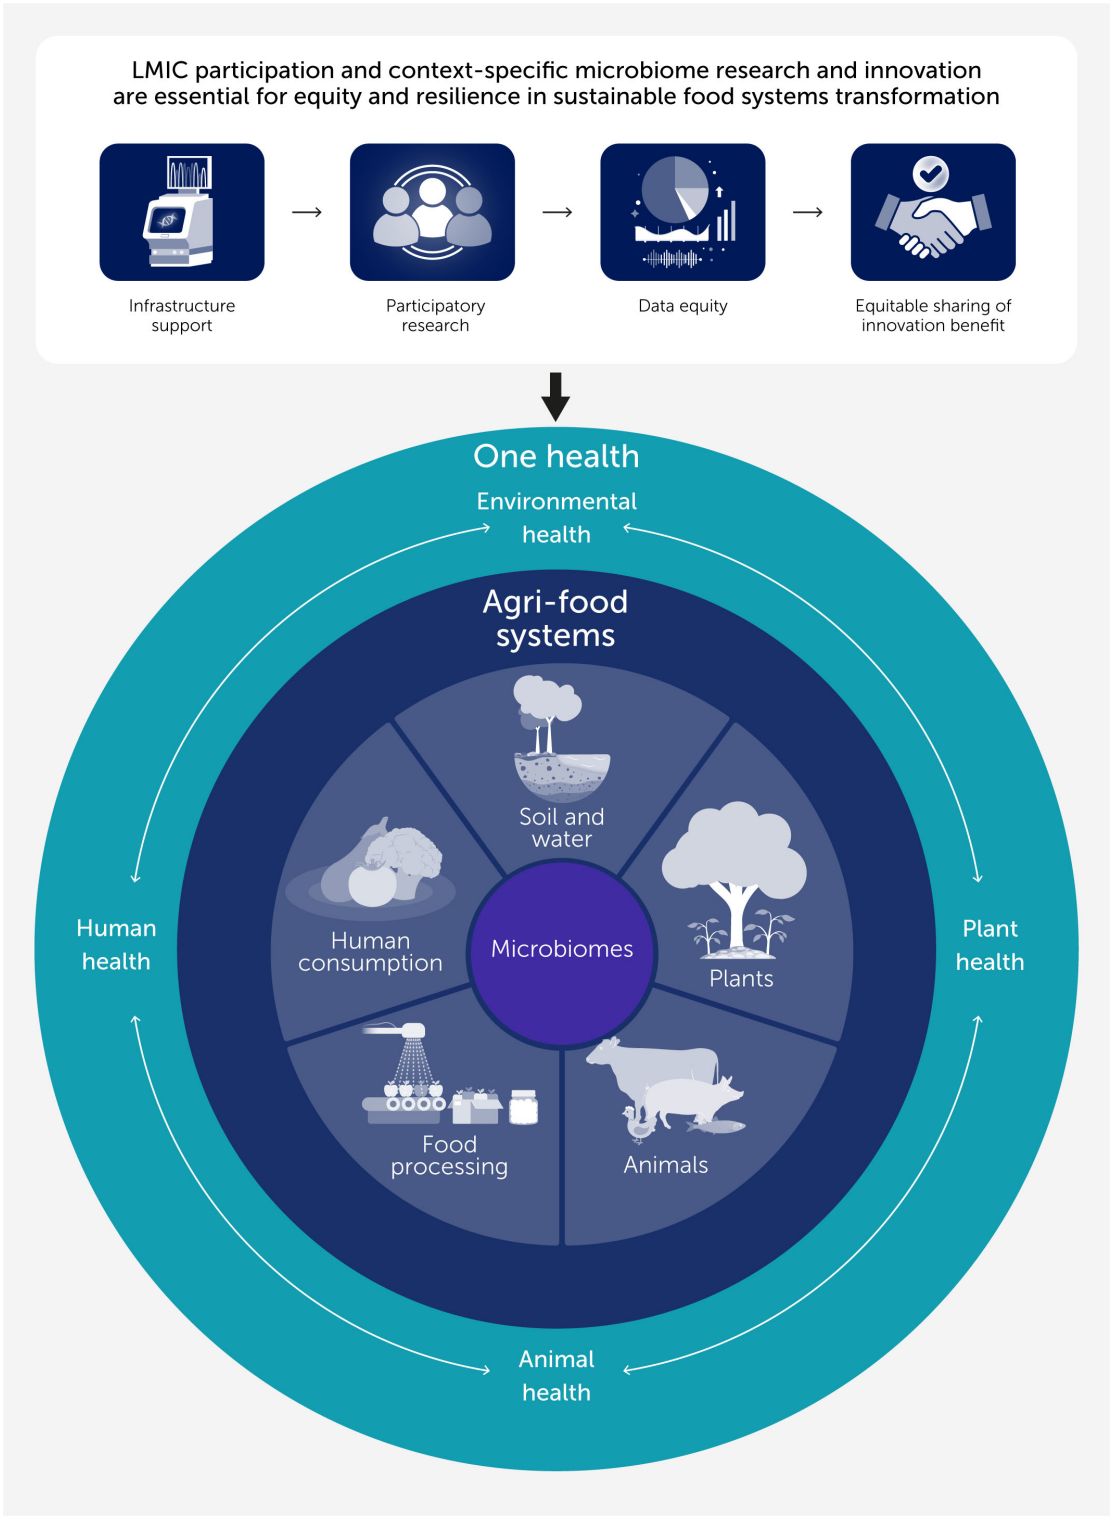 LMIC participation and context-specific microbiome research and innovation
are essential for equity and resilience in sustainable food systems transformation
Infrastructure
support
Participatory
research
Data equity
Equitable sharing of
innovation benefit
One health
Environmental
health
Agri-food
systems
Soil and
water
Human
consumption
Microbiomes
Plants
Human
health
Plant
health
Food
processing
Animals
Animal
health